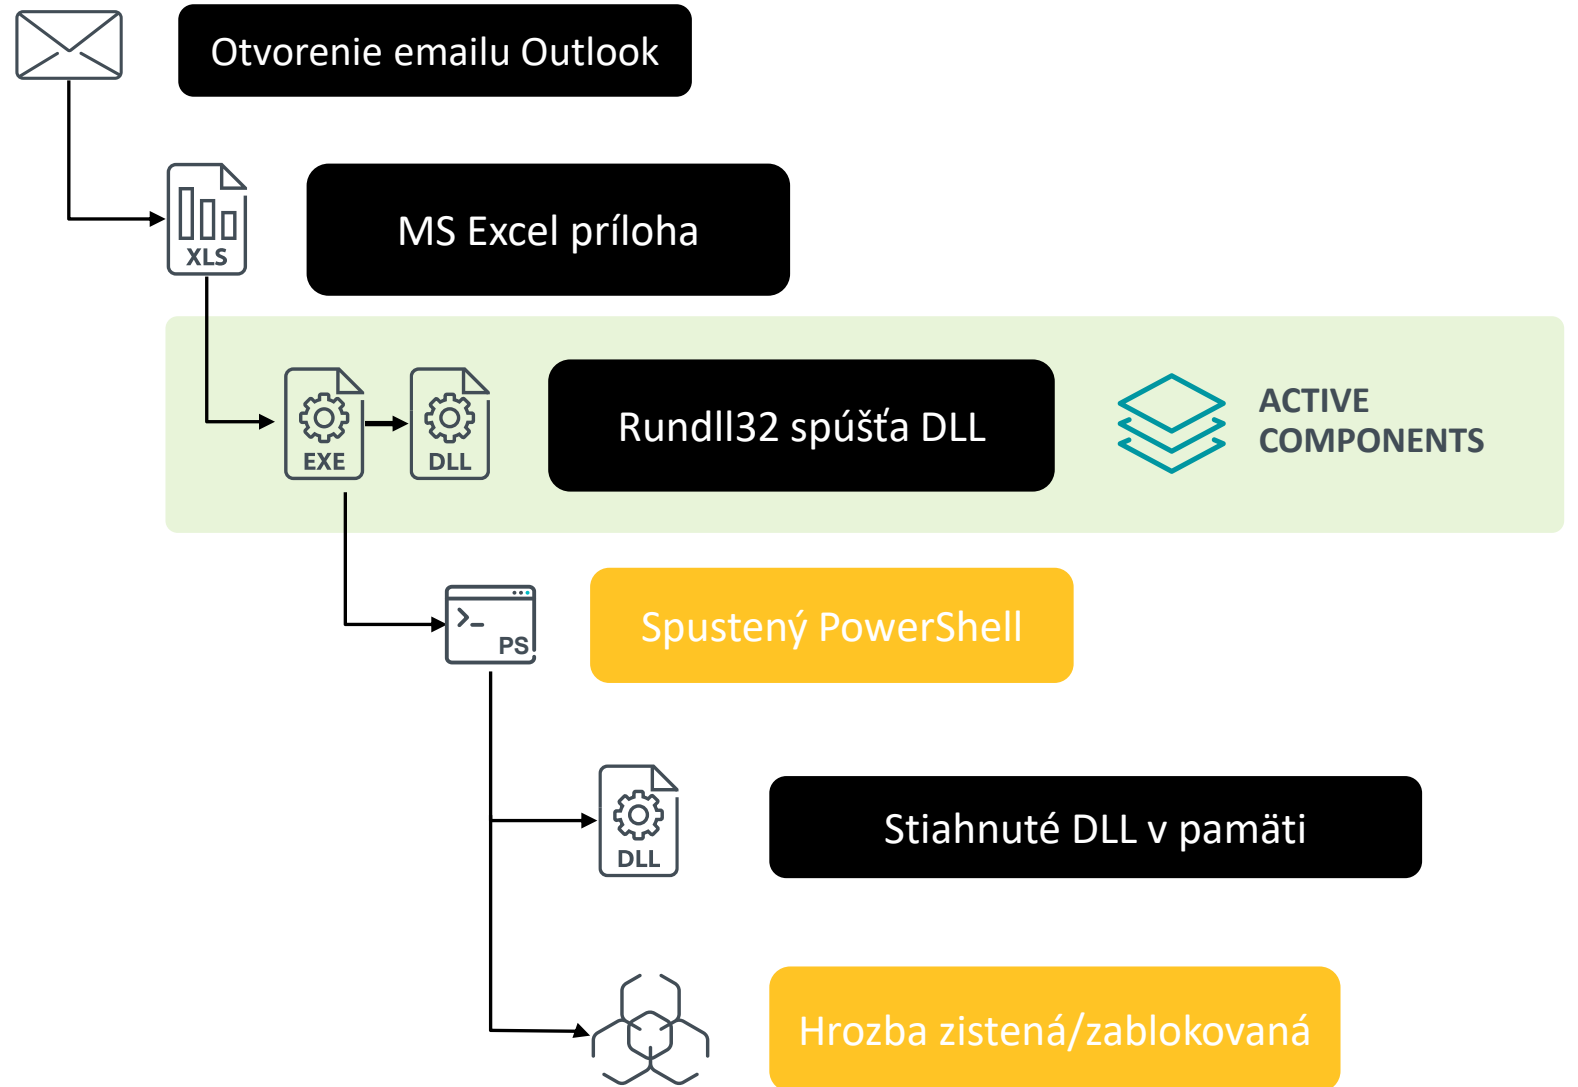 Otvorenie emailu Outlook
XLS
MS Excel príloha
EXE
DLL
Rundll32 spúšťa DLL
ACTIVE
COMPONENTS
>_
PS
Spustený PowerShell
DLL
Stiahnuté DLL v pamäti
Hrozba zistená/zablokovaná